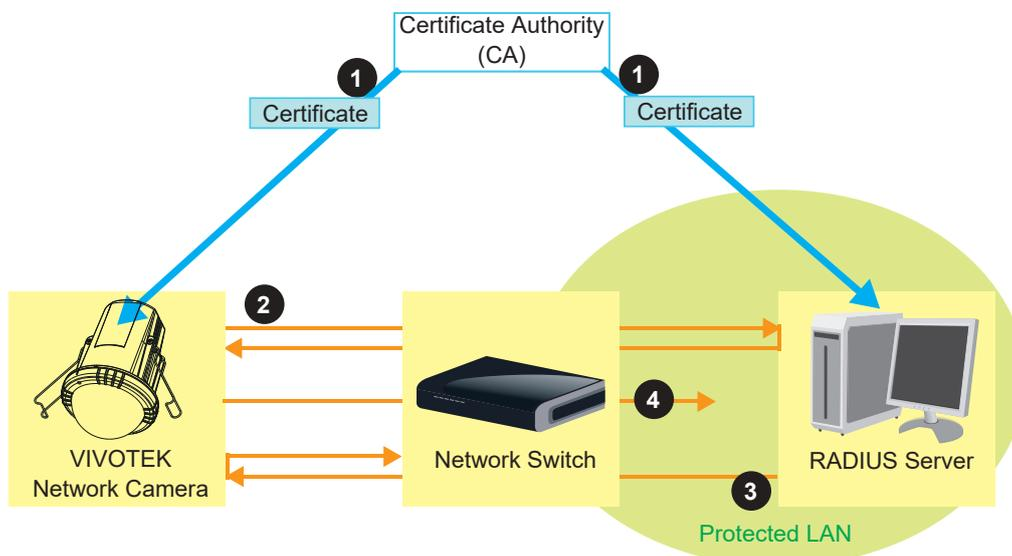 Certificate Authority
(CA)
1
1
Certificate
Certificate
2
4
VIVOTEK
Network Camera
Network Switch
RADIUS Server
3
Protected LAN